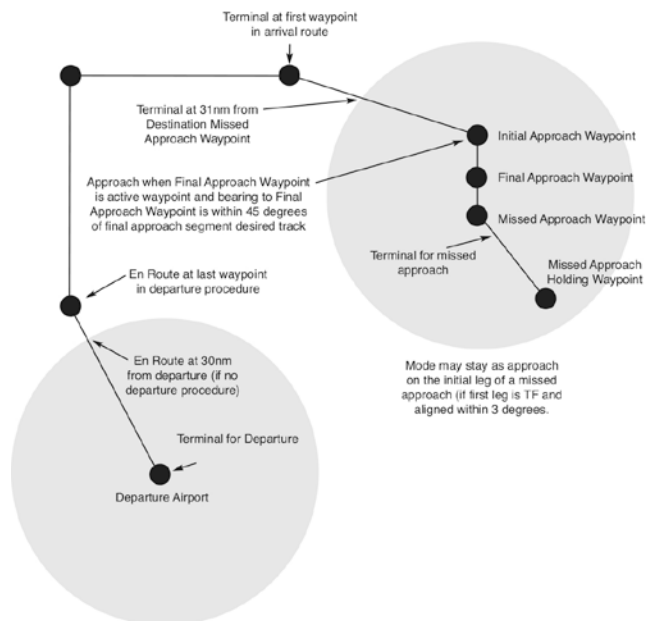 Terminal at first waypoint
in arrival route
Terminal at 31nm from
Destination Missed
Approach Waypoint
Initial Approach Waypoint
Approach when Final Approach Waypoint
is active waypoint and bearing to Final
Approach Waypoint is within 45 degrees
of final approach segment desired track
Final Approach Waypoint
Missed Approach Waypoint
Terminal for missed
approach
Missed Approach
Holding Waypoint
En Route at last waypoint
in departure procedure
En Route at 30nm
from departure (if no
departure procedure)
Mode may stay as approach
on the initial leg of a missed
approach (if first leg is TF and
aligned within 3 degrees.
Terminal for Departure
Departure Airport